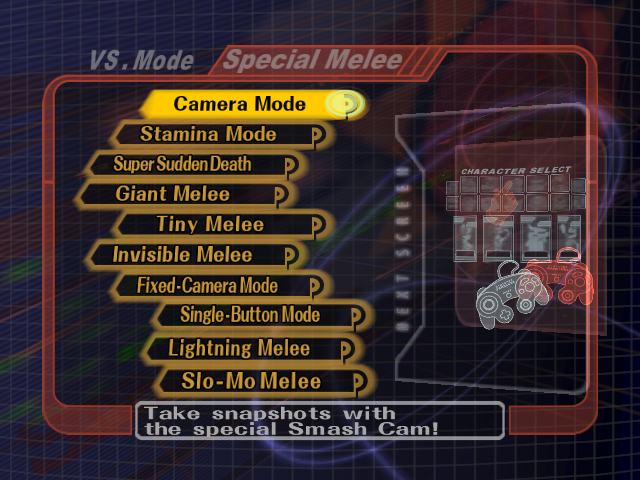 VS. Mode
Special Melee
Camera Mode
Stamina Mode
Super Sudden Death
Giant Melee
Tiny Melee
Invisible Melee
Fixed-Camera Mode
Single-Button Mode
Lightning Melee
Slo-Mo Melee
NEXT SCREEN
CHARACTER SELECT
Take snapshots with
the special Smash Cam!